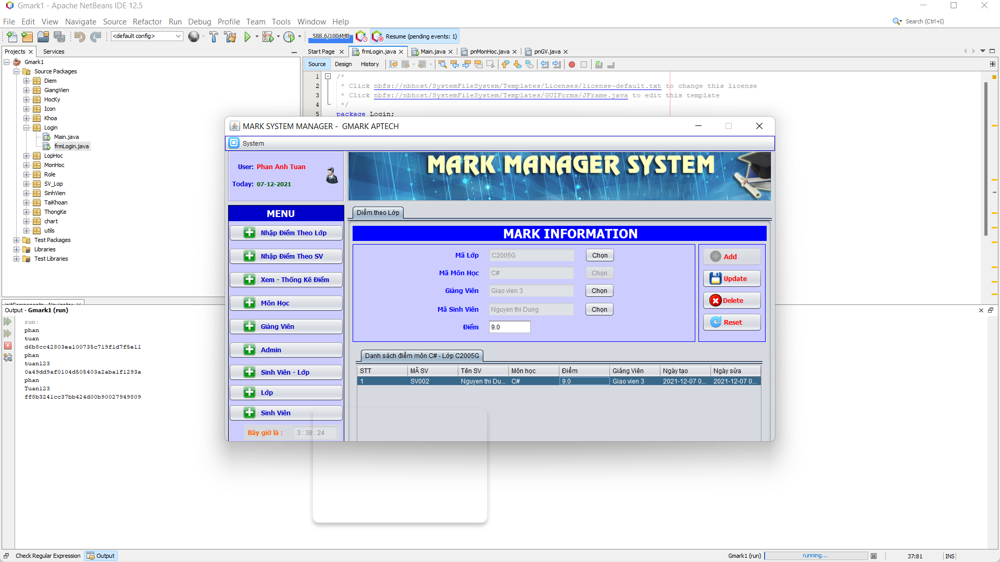 Gmark1 - Apache NetBeans IDE 12.5
File Edit View Navigate Source Refactor Run Debug Profile Team Tools Window Help
Search (Ctrl+I)
<default config>
588.6/1004MB
Resume (pending events: 1)
Projects
Services
Start Page
frmLogin.java
Main.java
pnMonHoc.java
pnGV.java
Source Design History
Gmark1
Source Packages
Diem
GiangVien
HocKy
Icon
Khoa
Login
Main.java
frmLogin.java
LopHoc
MonHoc
Role
SV_Lop
SinhVien
TaiKhoan
ThongKe
chart
utils
Test Packages
Libraries
Test Libraries
1 /*
2 * Click nbfs://nbhost/SystemFileSystem/Templates/Licenses/license-default.txt to change this license
3 * Click nbfs://nbhost/SystemFileSystem/Templates/GUIForms/JFrame.java to edit this template
4 */
5 package Login;
MARK SYSTEM MANAGER - GMARK APTECH
System
User: Phan Anh Tuan
Today: 07-12-2021
MARK MANAGER SYSTEM
MENU
Nhập Điểm Theo Lớp
Nhập Điểm Theo SV
Xem - Thống Kê Điểm
Môn Học
Giảng Viên
Admin
Sinh Viên - Lớp
Lớp
Sinh Viên
Bây giờ là : 3 : 38 : 24
Điểm theo Lớp
MARK INFORMATION
Mã Lớp C2005G Chọn
Mã Môn Học C# Chọn
Giảng Viên Giao vien 3 Chọn
Mã Sinh Viên Nguyen thi Dung Chọn
Điểm 9.0
Add
Update
Delete
Reset
Danh sách điểm môn C# - Lớp C2005G
STT MÃ SV Tên SV Môn học Điểm Giảng Viên Ngày tạo Ngày sửa
1 SV002 Nguyen thi Du... C# 9.0 Giao vien 3 2021-12-07 0... 2021-12-07 0...
initComponents - Navigator
Output - Gmark1 (run)
run:
phan
tuan
d6b8cc42803ea100735c719f1d7f5e11
phan
tuan123
0a49dd9af0104d505403a2aba1f1293a
phan
Tuan123
ff8b3241cc37bb424d00b90027949809
Check Regular Expression
Output
Gmark1 (run)
running...
37:81
INS